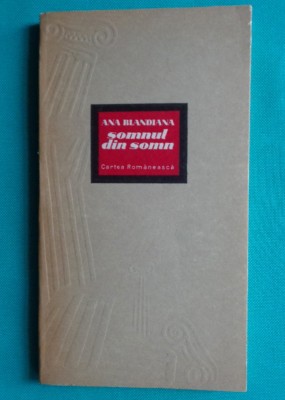 ANA BLANDIANA
somnul
din somn
Cartea Românească